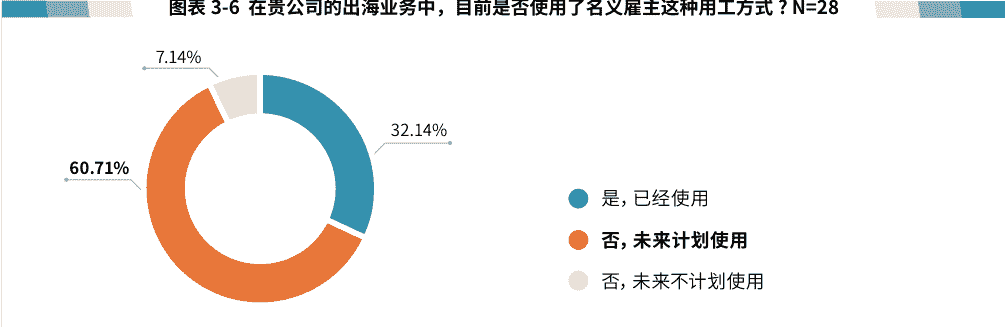 图表 3-6 在贵公司的出海业务中，目前是否使用了名义雇主这种用工方式？N=28
7.14%
32.14%
60.71%
是，已经使用
否，未来计划使用
否，未来不计划使用